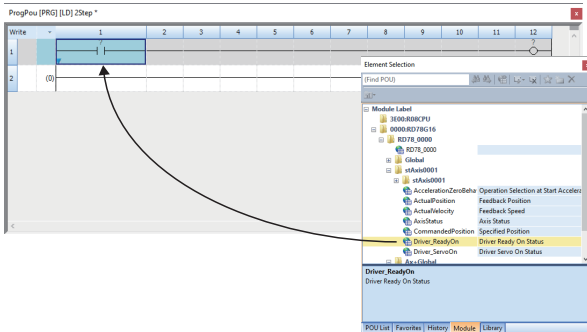 ProgPou [PRG] [LD] 2Step *
Write 1 2 3 4 5 6 7 8 9 10 11 12
1 ? ?
2 (0)
Element Selection
(Find POU)
Module Label
3E00:R08CPU
0000:RD78G16
RD78_0000
RD78_0000
Global
stAxis0001
stAxis0001
AccelerationZeroBehav Operation Selection at Start Accelera
ActualPosition Feedback Position
ActualVelocity Feedback Speed
AxisStatus Axis Status
CommandedPosition Specified Position
Driver_ReadyOn Driver Ready On Status
Driver_ServoOn Driver Servo On Status
Ax+Global
Driver_ReadyOn
Driver Ready On Status
POU List Favorites History Module Library